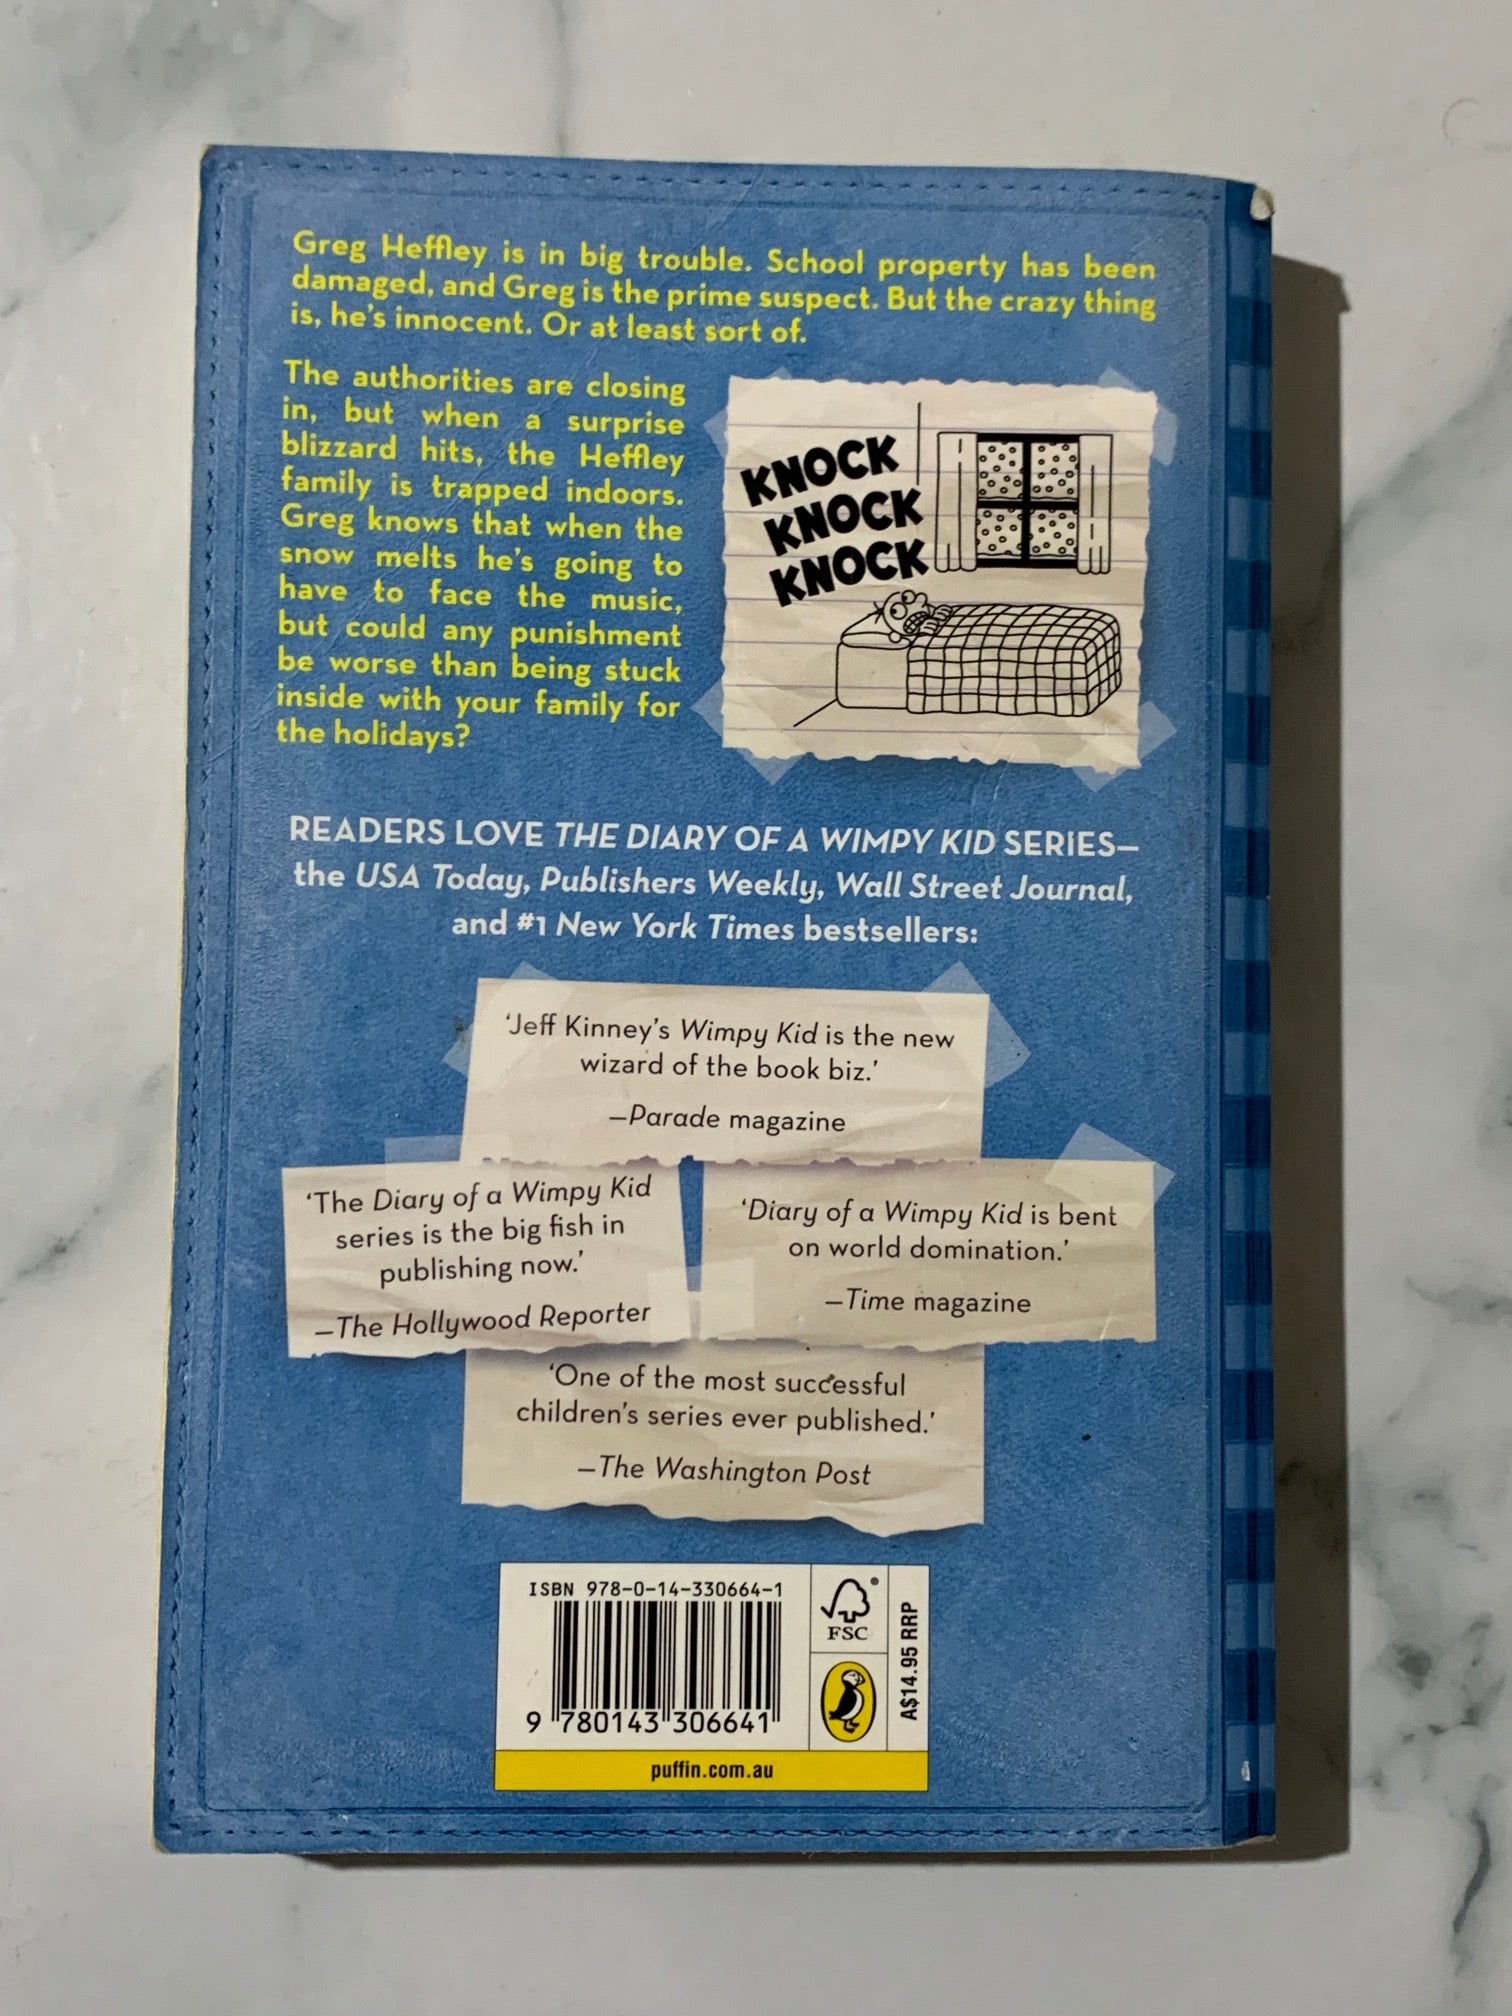 Greg Heffley is in big trouble. School property has been
damaged, and Greg is the prime suspect. But the crazy thing
is, he's innocent. Or at least sort of.
The authorities are closing
in, but when a surprise
blizzard hits, the Heffley
family is trapped indoors.
Greg knows that when the
snow melts he's going to
have to face the music,
but could any punishment
be worse than being stuck
inside with your family for
the holidays?
KNOCK
KNOCK
KNOCK
READERS LOVE THE DIARY OF A WIMPY KID SERIES—
the USA Today, Publishers Weekly, Wall Street Journal,
and #1 New York Times bestsellers:
'Jeff Kinney's Wimpy Kid is the new
wizard of the book biz.'
—Parade magazine
'The Diary of a Wimpy Kid
series is the big fish in
publishing now.'
—The Hollywood Reporter
'Diary of a Wimpy Kid is bent
on world domination.'
—Time magazine
'One of the most successful
children's series ever published.'
—The Washington Post
ISBN 978-0-14-330664-1
9 780143 306641
FSC
A$14.95 RRP
puffin.com.au